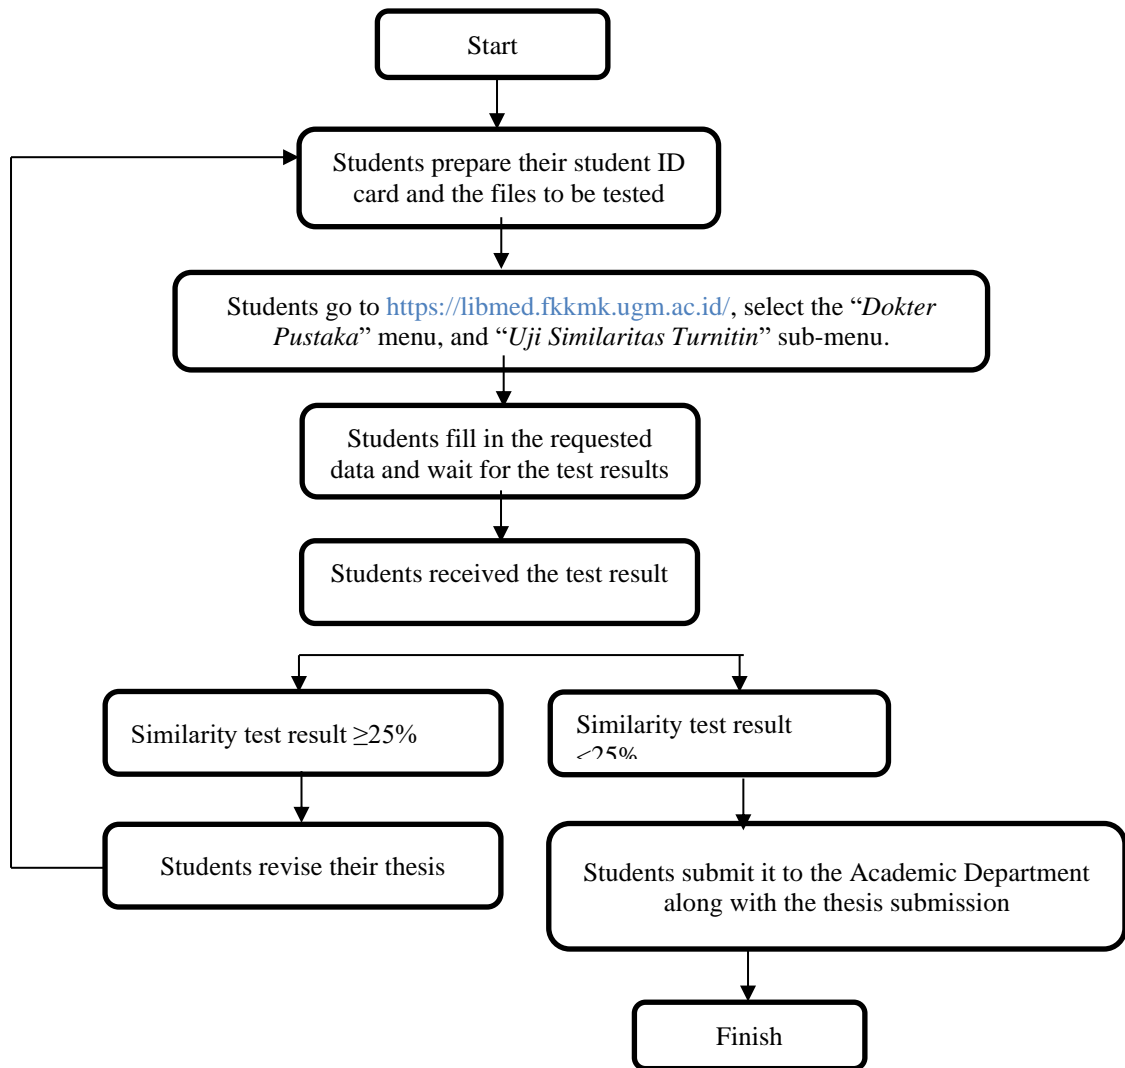 Start
Students prepare their student ID
card and the files to be tested
Students go to https://libmed.fkkmk.ugm.ac.id/, select the “Dokter
Pustaka” menu, and “Uji Similaritas Turnitin” sub-menu.
Students fill in the requested
data and wait for the test results
Students received the test result
Similarity test result ≥25%
Similarity test result
<25%
Students revise their thesis
Students submit it to the Academic Department
along with the thesis submission
Finish